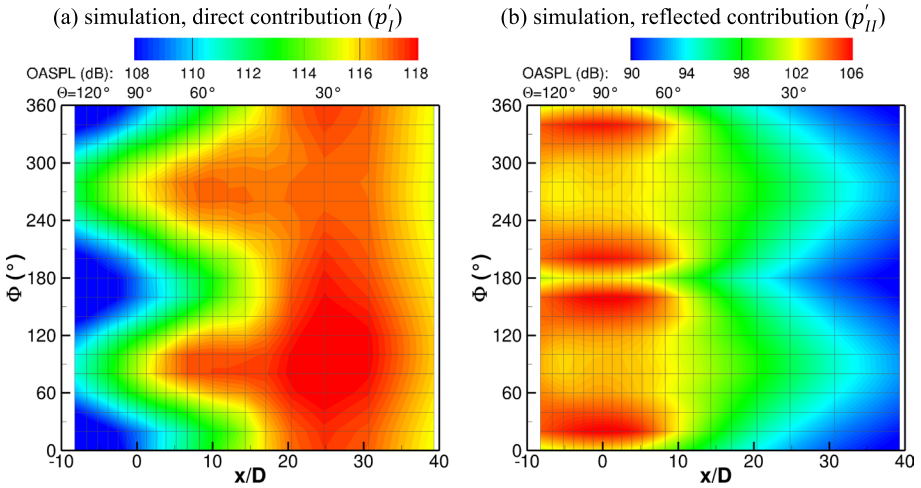 (a) simulation, direct contribution (p'_I)
OASPL (dB): 108 110 112 114 116 118
Θ=120° 90° 60° 30°
360
300
240
180
120
60
0
Φ (°)
-10 0 10 20 30 40
x/D
(b) simulation, reflected contribution (p'_II)
OASPL (dB): 90 94 98 102 106
Θ=120° 90° 60° 30°
360
300
240
180
120
60
0
Φ (°)
-10 0 10 20 30 40
x/D